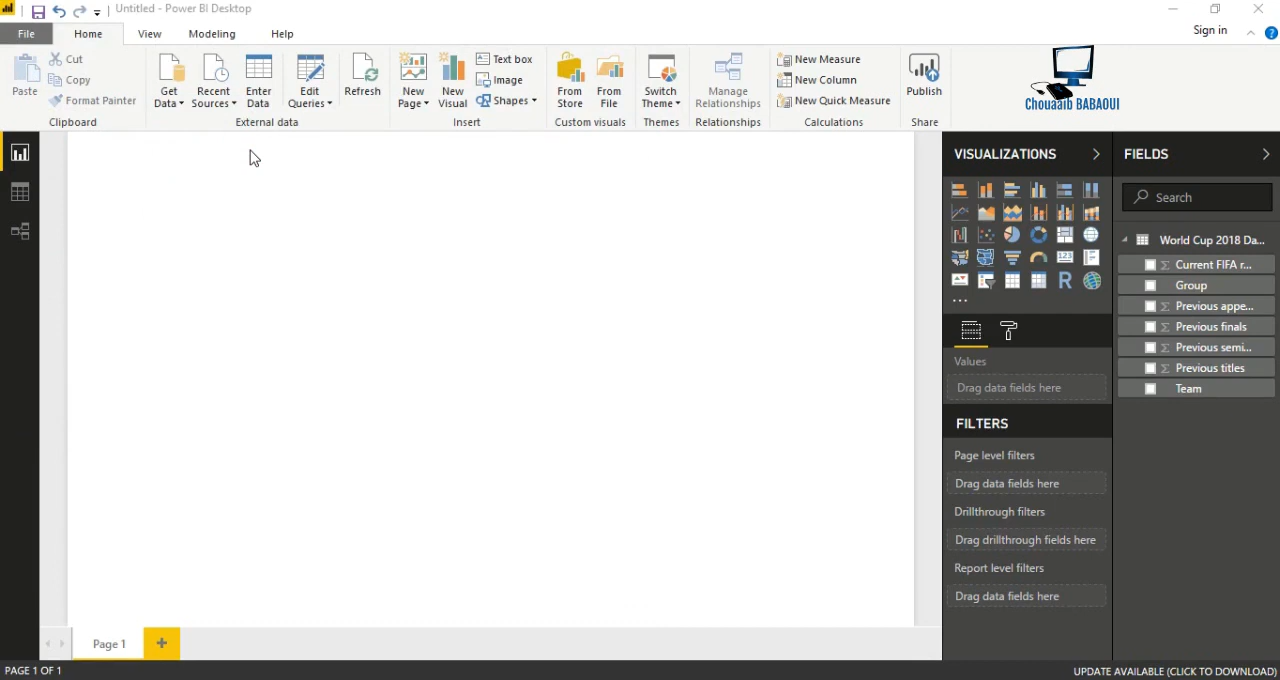 Untitled - Power BI Desktop
File
Home
View
Modeling
Help
Sign in
Paste
Cut
Copy
Format Painter
Clipboard
Get Data
Recent Sources
Enter Data
Edit Queries
Refresh
External data
New Page
New Visual
Text box
Image
Shapes
Insert
From Store
From File
Custom visuals
Switch Theme
Themes
Manage Relationships
Relationships
New Measure
New Column
New Quick Measure
Calculations
Publish
Share
Chouaaib BABAOUI
VISUALIZATIONS
123
R
Values
Drag data fields here
FILTERS
Page level filters
Drag data fields here
Drillthrough filters
Drag drillthrough fields here
Report level filters
Drag data fields here
FIELDS
Search
World Cup 2018 Da...
Current FIFA r...
Group
Previous appe...
Previous finals
Previous semi...
Previous titles
Team
Page 1
PAGE 1 OF 1
UPDATE AVAILABLE (CLICK TO DOWNLOAD)